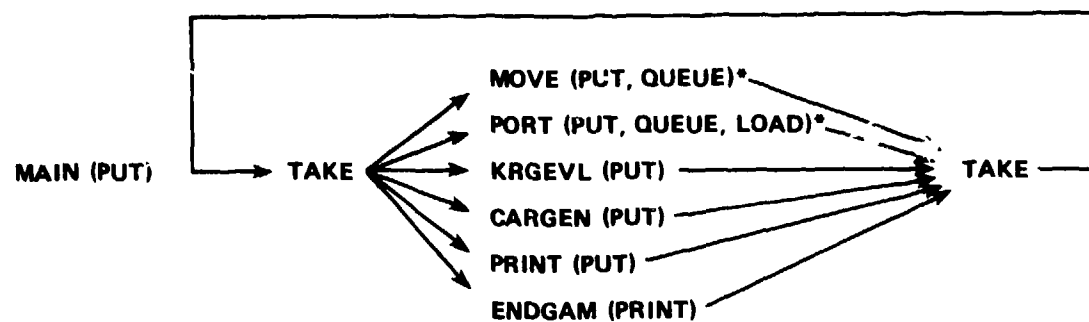 MOVE (PUT, QUEUE)*
PORT (PUT, QUEUE, LOAD)*
MAIN (PUT) TAKE KRGEVL (PUT) TAKE
CARGEN (PUT)
PRINT (PUT)
ENDGAM (PRINT)